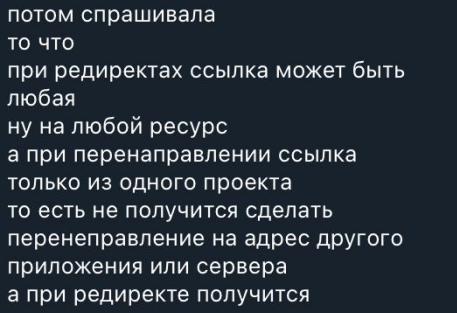 потом спрашивала
то что
при редиректах ссылка может быть
любая
ну на любой ресурс
а при перенаправлении ссылка
только из одного проекта
то есть не получится сделать
перенеправление на адрес другого
приложения или сервера
а при редиректе получится